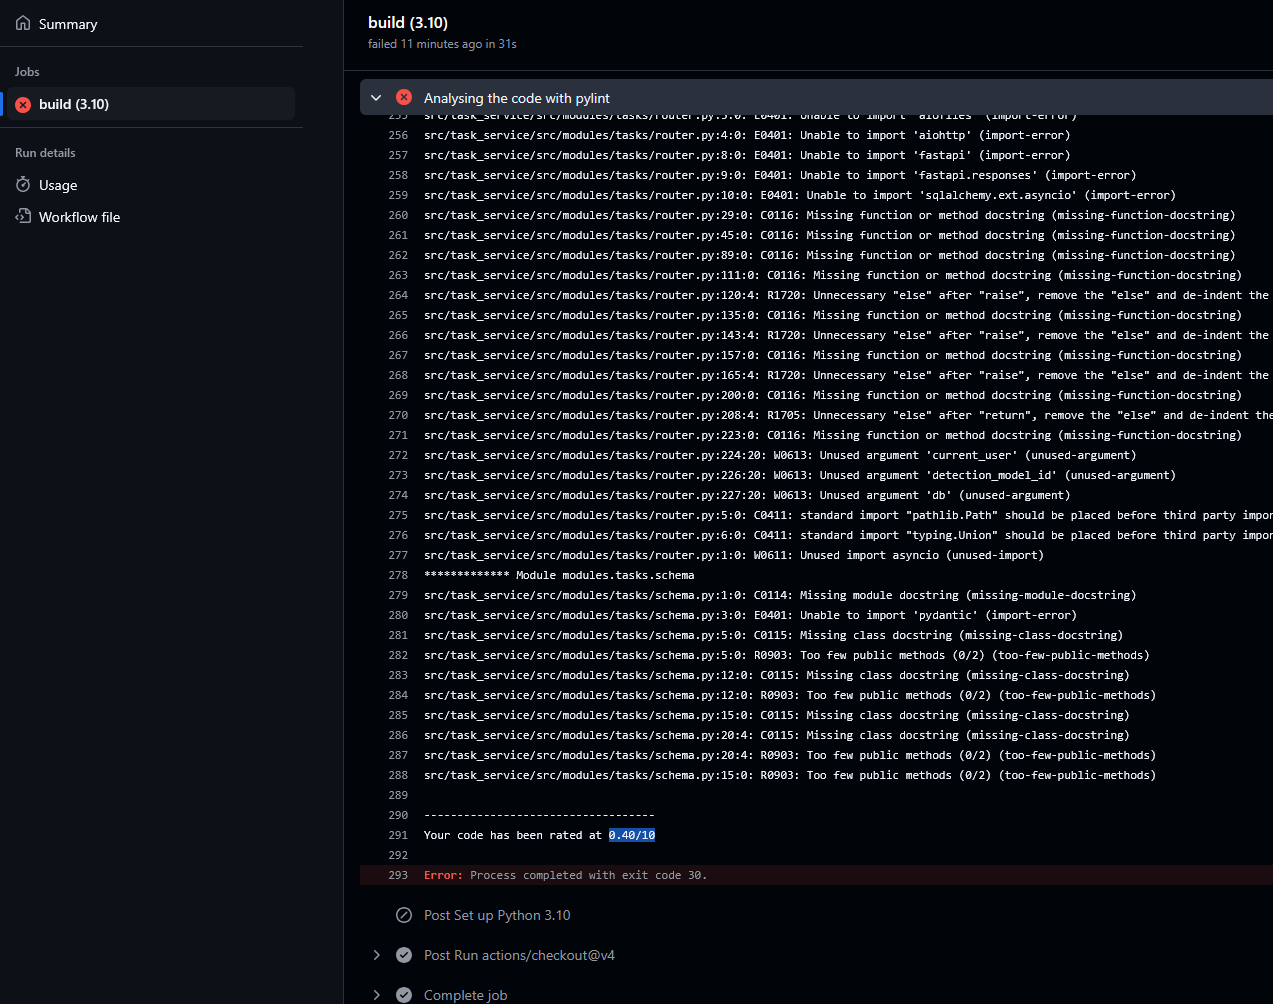 Summary
Jobs
build (3.10)
Run details
Usage
Workflow file
build (3.10)
failed 11 minutes ago in 31s
Analysing the code with pylint
255 src/task_service/src/modules/tasks/router.py:3:0: E0401: Unable to import 'aiofiles' (import-error)
256 src/task_service/src/modules/tasks/router.py:4:0: E0401: Unable to import 'aiohttp' (import-error)
257 src/task_service/src/modules/tasks/router.py:8:0: E0401: Unable to import 'fastapi' (import-error)
258 src/task_service/src/modules/tasks/router.py:9:0: E0401: Unable to import 'fastapi.responses' (import-error)
259 src/task_service/src/modules/tasks/router.py:10:0: E0401: Unable to import 'sqlalchemy.ext.asyncio' (import-error)
260 src/task_service/src/modules/tasks/router.py:29:0: C0116: Missing function or method docstring (missing-function-docstring)
261 src/task_service/src/modules/tasks/router.py:45:0: C0116: Missing function or method docstring (missing-function-docstring)
262 src/task_service/src/modules/tasks/router.py:89:0: C0116: Missing function or method docstring (missing-function-docstring)
263 src/task_service/src/modules/tasks/router.py:111:0: C0116: Missing function or method docstring (missing-function-docstring)
264 src/task_service/src/modules/tasks/router.py:120:4: R1720: Unnecessary "else" after "raise", remove the "else" and de-indent the
265 src/task_service/src/modules/tasks/router.py:135:0: C0116: Missing function or method docstring (missing-function-docstring)
266 src/task_service/src/modules/tasks/router.py:143:4: R1720: Unnecessary "else" after "raise", remove the "else" and de-indent the
267 src/task_service/src/modules/tasks/router.py:157:0: C0116: Missing function or method docstring (missing-function-docstring)
268 src/task_service/src/modules/tasks/router.py:165:4: R1720: Unnecessary "else" after "raise", remove the "else" and de-indent the
269 src/task_service/src/modules/tasks/router.py:200:0: C0116: Missing function or method docstring (missing-function-docstring)
270 src/task_service/src/modules/tasks/router.py:208:4: R1705: Unnecessary "else" after "return", remove the "else" and de-indent the
271 src/task_service/src/modules/tasks/router.py:223:0: C0116: Missing function or method docstring (missing-function-docstring)
272 src/task_service/src/modules/tasks/router.py:224:20: W0613: Unused argument 'current_user' (unused-argument)
273 src/task_service/src/modules/tasks/router.py:226:20: W0613: Unused argument 'detection_model_id' (unused-argument)
274 src/task_service/src/modules/tasks/router.py:227:20: W0613: Unused argument 'db' (unused-argument)
275 src/task_service/src/modules/tasks/router.py:5:0: C0411: standard import "pathlib.Path" should be placed before third party impor
276 src/task_service/src/modules/tasks/router.py:6:0: C0411: standard import "typing.Union" should be placed before third party impor
277 src/task_service/src/modules/tasks/router.py:1:0: W0611: Unused import asyncio (unused-import)
278 ************* Module modules.tasks.schema
279 src/task_service/src/modules/tasks/schema.py:1:0: C0114: Missing module docstring (missing-module-docstring)
280 src/task_service/src/modules/tasks/schema.py:3:0: E0401: Unable to import 'pydantic' (import-error)
281 src/task_service/src/modules/tasks/schema.py:5:0: C0115: Missing class docstring (missing-class-docstring)
282 src/task_service/src/modules/tasks/schema.py:5:0: R0903: Too few public methods (0/2) (too-few-public-methods)
283 src/task_service/src/modules/tasks/schema.py:12:0: C0115: Missing class docstring (missing-class-docstring)
284 src/task_service/src/modules/tasks/schema.py:12:0: R0903: Too few public methods (0/2) (too-few-public-methods)
285 src/task_service/src/modules/tasks/schema.py:15:0: C0115: Missing class docstring (missing-class-docstring)
286 src/task_service/src/modules/tasks/schema.py:20:4: C0115: Missing class docstring (missing-class-docstring)
287 src/task_service/src/modules/tasks/schema.py:20:4: R0903: Too few public methods (0/2) (too-few-public-methods)
288 src/task_service/src/modules/tasks/schema.py:15:0: R0903: Too few public methods (0/2) (too-few-public-methods)
289
290 -----------------------------------
291 Your code has been rated at 0.40/10
292
293 Error: Process completed with exit code 30.
Post Set up Python 3.10
Post Run actions/checkout@v4
Complete job